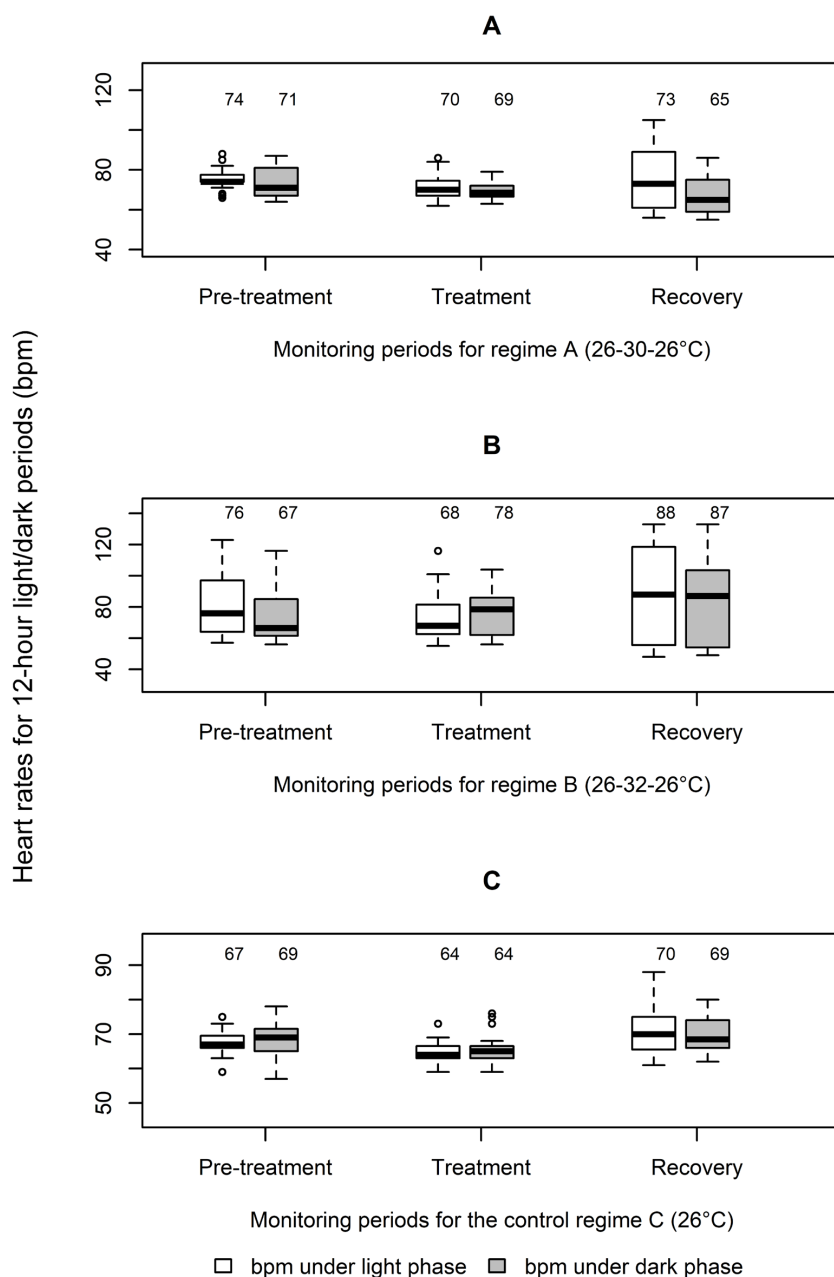 A
120
80
40
74 71 70 69 73 65
Pre-treatment Treatment Recovery
Monitoring periods for regime A (26-30-26°C)
Heart rates for 12-hour light/dark periods (bpm)
B
120
80
40
76 67 68 78 88 87
Pre-treatment Treatment Recovery
Monitoring periods for regime B (26-32-26°C)
C
90
70
50
67 69 64 64 70 69
Pre-treatment Treatment Recovery
Monitoring periods for the control regime C (26°C)
bpm under light phase bpm under dark phase